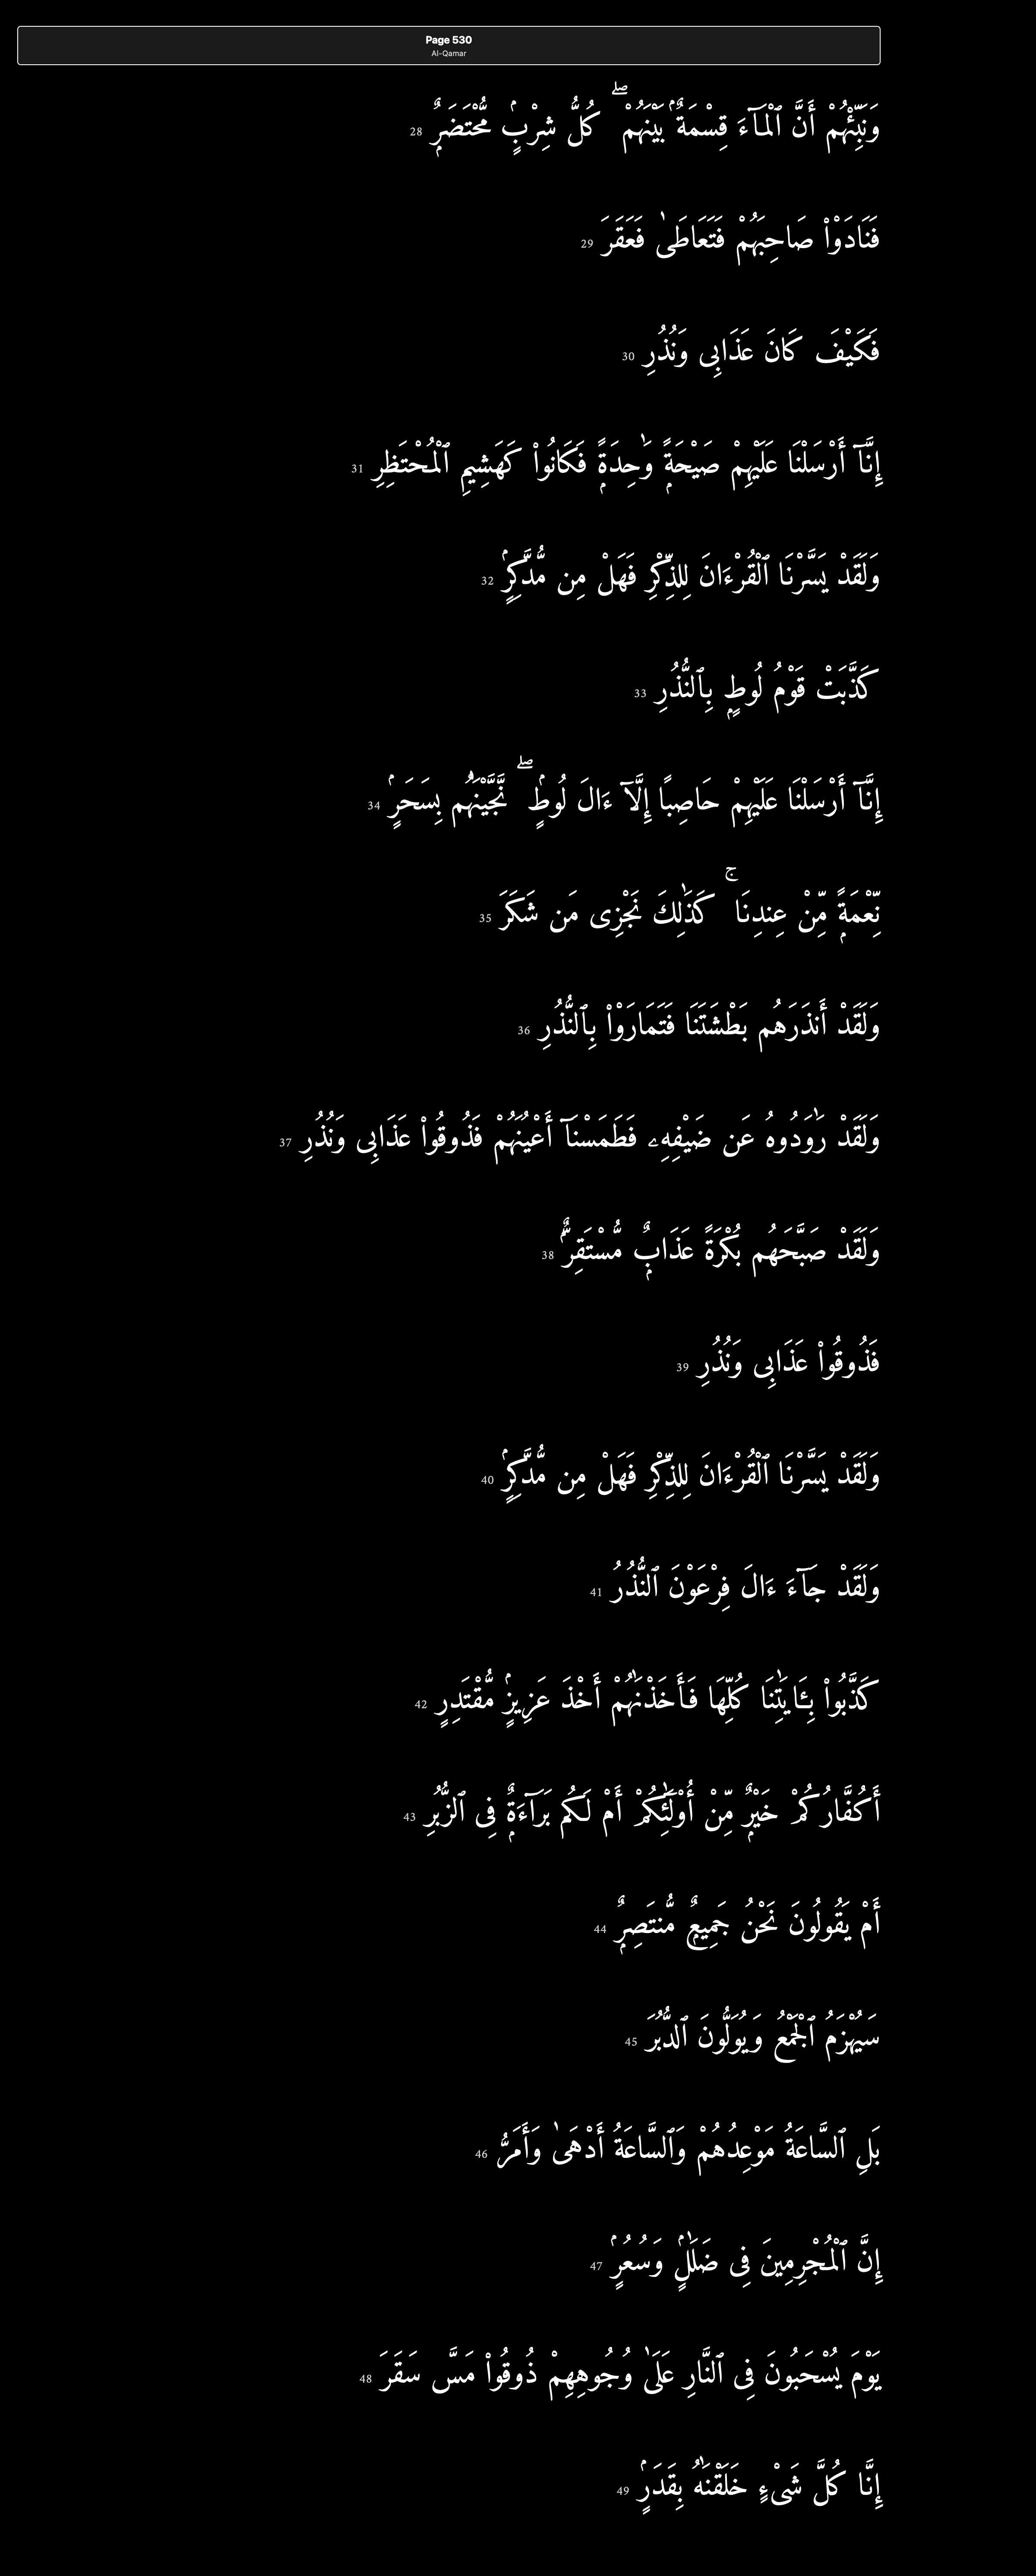 Page 530
Al-Qamar
وَنَبِّئْهُمْ أَنَّ ٱلْمَآءَ قِسْمَةٌۢ بَيْنَهُمْ ۖ كُلُّ شِرْبٍۢ مُّحْتَضَرٌۭ 28
فَنَادَوْا۟ صَاحِبَهُمْ فَتَعَاطَىٰ فَعَقَرَ 29
فَكَيْفَ كَانَ عَذَابِى وَنُذُرِ 30
إِنَّآ أَرْسَلْنَا عَلَيْهِمْ صَيْحَةًۭ وَٰحِدَةًۭ فَكَانُوا۟ كَهَشِيمِ ٱلْمُحْتَظِرِ 31
وَلَقَدْ يَسَّرْنَا ٱلْقُرْءَانَ لِلذِّكْرِ فَهَلْ مِن مُّدَّكِرٍۢ 32
كَذَّبَتْ قَوْمُ لُوطٍۭ بِٱلنُّذُرِ 33
إِنَّآ أَرْسَلْنَا عَلَيْهِمْ حَاصِبًا إِلَّآ ءَالَ لُوطٍۢ ۖ نَّجَّيْنَٰهُم بِسَحَرٍۢ 34
نِّعْمَةًۭ مِّنْ عِندِنَا ۚ كَذَٰلِكَ نَجْزِى مَن شَكَرَ 35
وَلَقَدْ أَنذَرَهُم بَطْشَتَنَا فَتَمَارَوْا۟ بِٱلنُّذُرِ 36
وَلَقَدْ رَٰوَدُوهُ عَن ضَيْفِهِۦ فَطَمَسْنَآ أَعْيُنَهُمْ فَذُوقُوا۟ عَذَابِى وَنُذُرِ 37
وَلَقَدْ صَبَّحَهُم بُكْرَةً عَذَابٌۭ مُّسْتَقِرٌّۭ 38
فَذُوقُوا۟ عَذَابِى وَنُذُرِ 39
وَلَقَدْ يَسَّرْنَا ٱلْقُرْءَانَ لِلذِّكْرِ فَهَلْ مِن مُّدَّكِرٍۢ 40
وَلَقَدْ جَآءَ ءَالَ فِرْعَوْنَ ٱلنُّذُرُ 41
كَذَّبُوا۟ بِـَٔايَٰتِنَا كُلِّهَا فَأَخَذْنَٰهُمْ أَخْذَ عَزِيزٍۢ مُّقْتَدِرٍ 42
أَكُفَّارُكُمْ خَيْرٌۭ مِّنْ أُو۟لَٰٓئِكُمْ أَمْ لَكُم بَرَآءَةٌۭ فِى ٱلزُّبُرِ 43
أَمْ يَقُولُونَ نَحْنُ جَمِيعٌۭ مُّنتَصِرٌۭ 44
سَيُهْزَمُ ٱلْجَمْعُ وَيُوَلُّونَ ٱلدُّبُرَ 45
بَلِ ٱلسَّاعَةُ مَوْعِدُهُمْ وَٱلسَّاعَةُ أَدْهَىٰ وَأَمَرُّ 46
إِنَّ ٱلْمُجْرِمِينَ فِى ضَلَٰلٍۢ وَسُعُرٍۢ 47
يَوْمَ يُسْحَبُونَ فِى ٱلنَّارِ عَلَىٰ وُجُوهِهِمْ ذُوقُوا۟ مَسَّ سَقَرَ 48
إِنَّا كُلَّ شَىْءٍ خَلَقْنَٰهُ بِقَدَرٍۢ 49